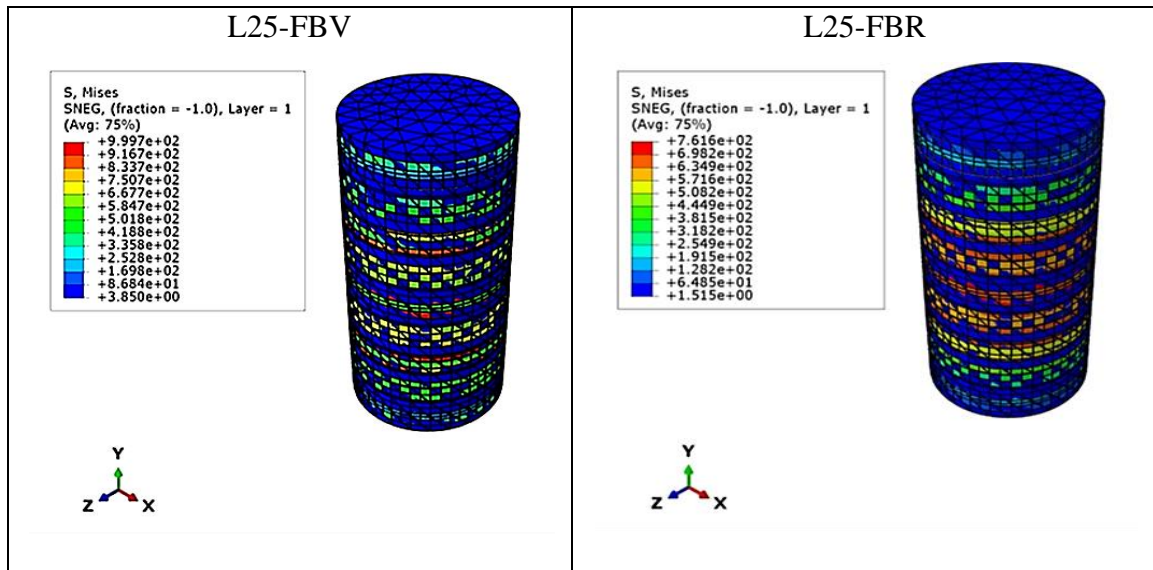 L25-FBV
S, Mises
SNEG, (fraction = -1.0), Layer = 1
(Avg: 75%)
+9.997e+02
+9.167e+02
+8.337e+02
+7.507e+02
+6.677e+02
+5.847e+02
+5.018e+02
+4.188e+02
+3.358e+02
+2.528e+02
+1.698e+02
+8.684e+01
+3.850e+00
Y
Z
X
L25-FBR
S, Mises
SNEG, (fraction = -1.0), Layer = 1
(Avg: 75%)
+7.616e+02
+6.982e+02
+6.349e+02
+5.716e+02
+5.082e+02
+4.449e+02
+3.815e+02
+3.182e+02
+2.549e+02
+1.915e+02
+1.282e+02
+6.485e+01
+1.515e+00
Y
Z
X